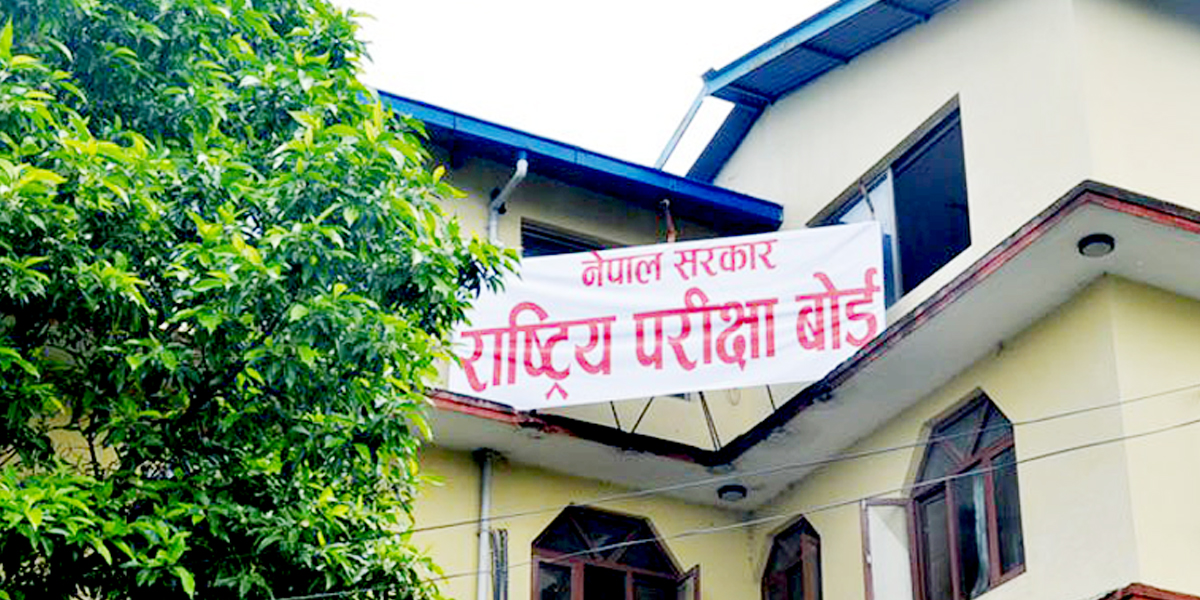 नेपाल सरकार
राष्ट्रिय परीक्षा बोर्ड